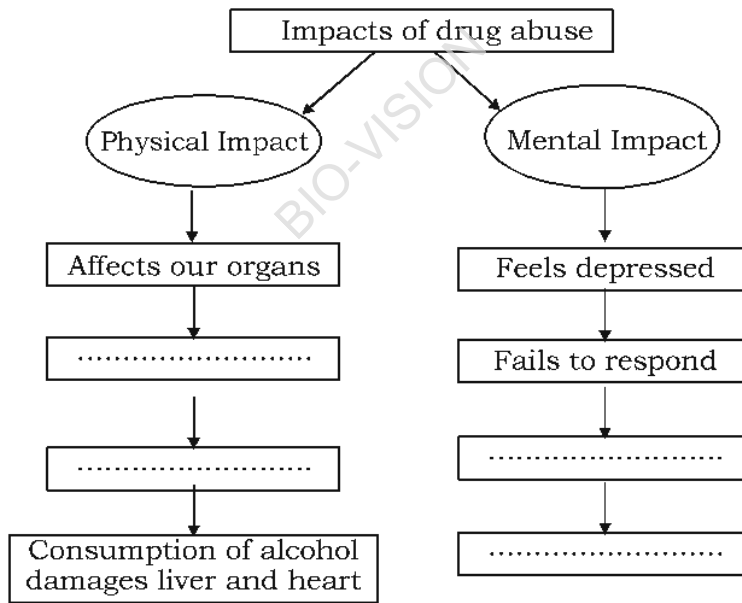 Impacts of drug abuse
Physical Impact
Mental Impact
BIO-VISION
Affects our organs
Feels depressed
..........................
Fails to respond
..........................
..........................
Consumption of alcohol
damages liver and heart
..........................